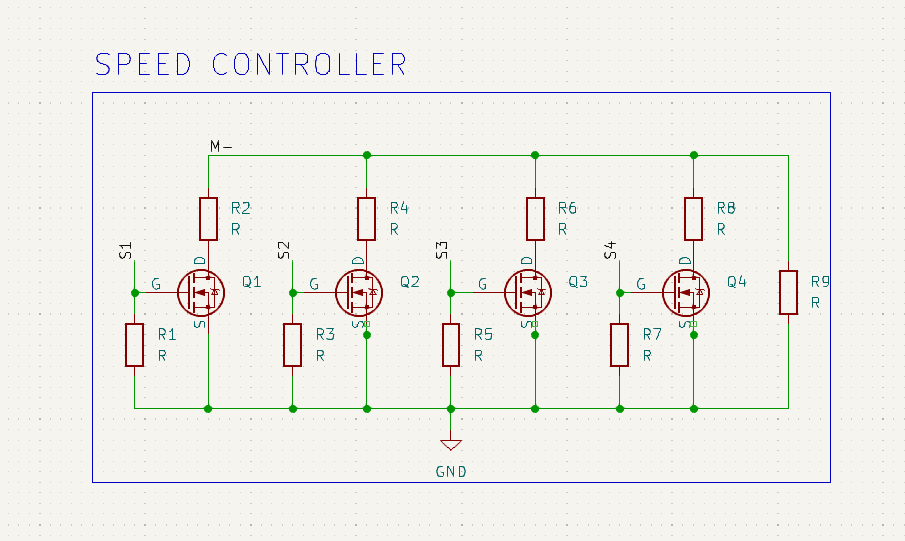 SPEED CONTROLLER
M-
R2
R
R4
R
R6
R
R8
R
S1
S2
S3
S4
D
D
D
D
G
Q1
G
Q2
G
Q3
G
Q4
R9
R
S
S
S
S
R1
R
R3
R
R5
R
R7
R
GND